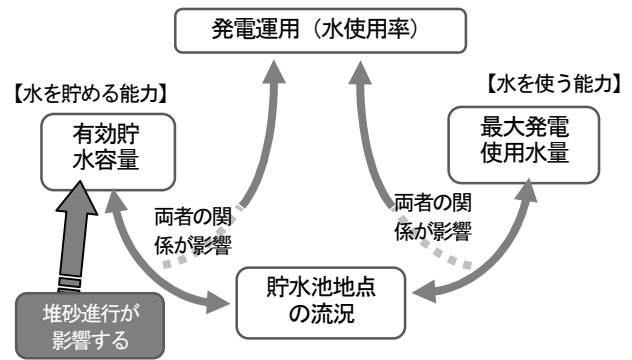 発電運用（水使用率）
【水を貯める能力】
【水を使う能力】
有効貯
水容量
最大発電
使用水量
両者の関
係が影響
両者の関
係が影響
貯水池地点
の流況
堆砂進行が
影響する